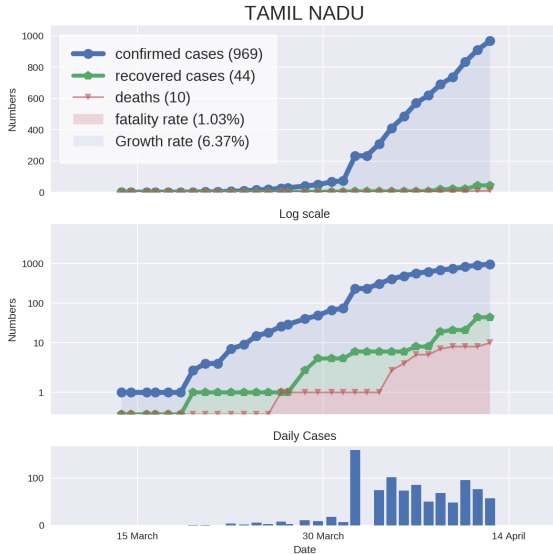 TAMIL NADU
1000
800
600
400
200
0
Numbers
confirmed cases (969)
recovered cases (44)
deaths (10)
fatality rate (1.03%)
Growth rate (6.37%)
Log scale
1000
100
10
1
Numbers
Daily Cases
100
0
15 March
30 March
14 April
Date